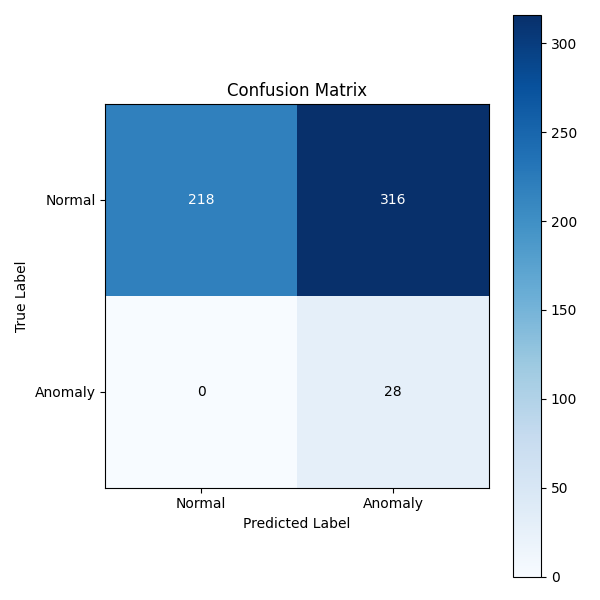 Confusion Matrix
True Label
Normal
218
316
Anomaly
0
28
Normal
Anomaly
Predicted Label
300
250
200
150
100
50
0